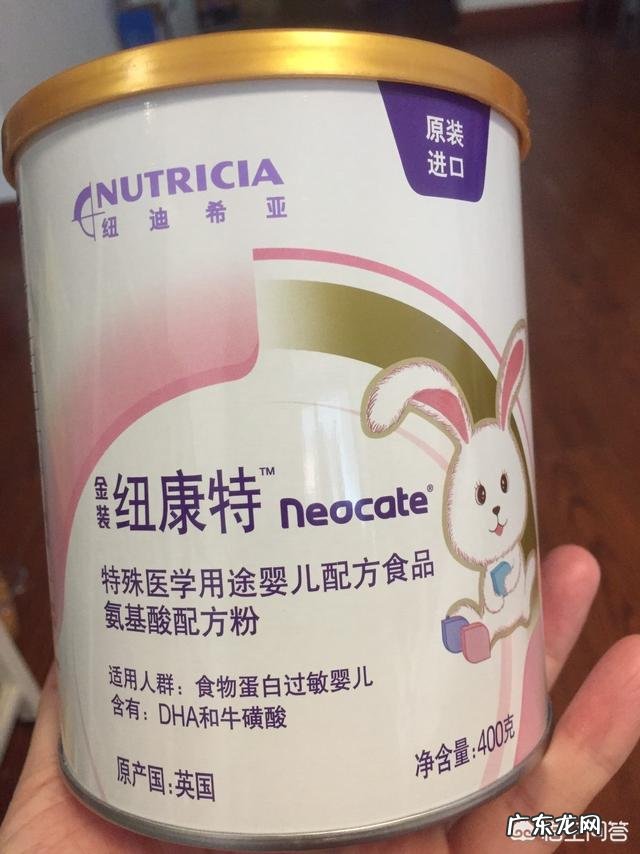 原装
进口
NUTRICIA
纽迪希亚
金装 纽康特™ neocate®
特殊医学用途婴儿配方食品
氨基酸配方粉
适用人群：食物蛋白过敏婴儿
含有：DHA和牛磺酸
净含量：400克
原产国：英国
广东龙网